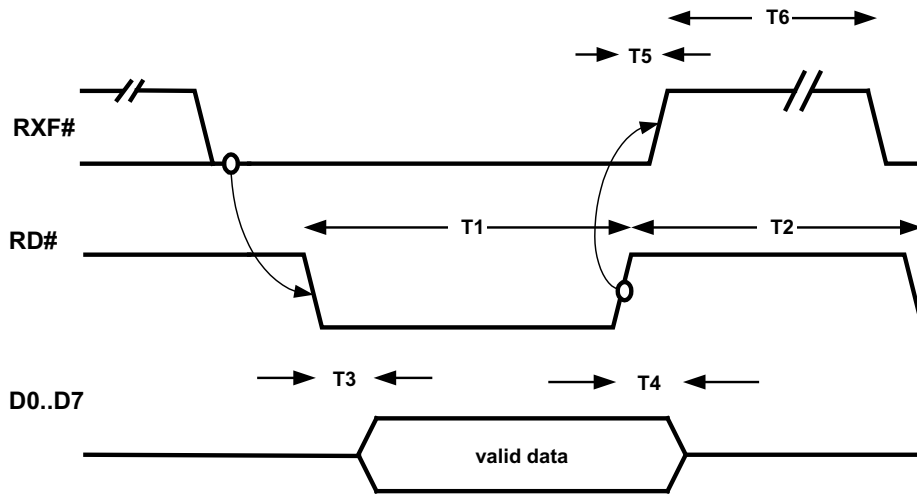 T6
T5
RXF#
T1
T2
RD#
T3
T4
D0..D7
valid data